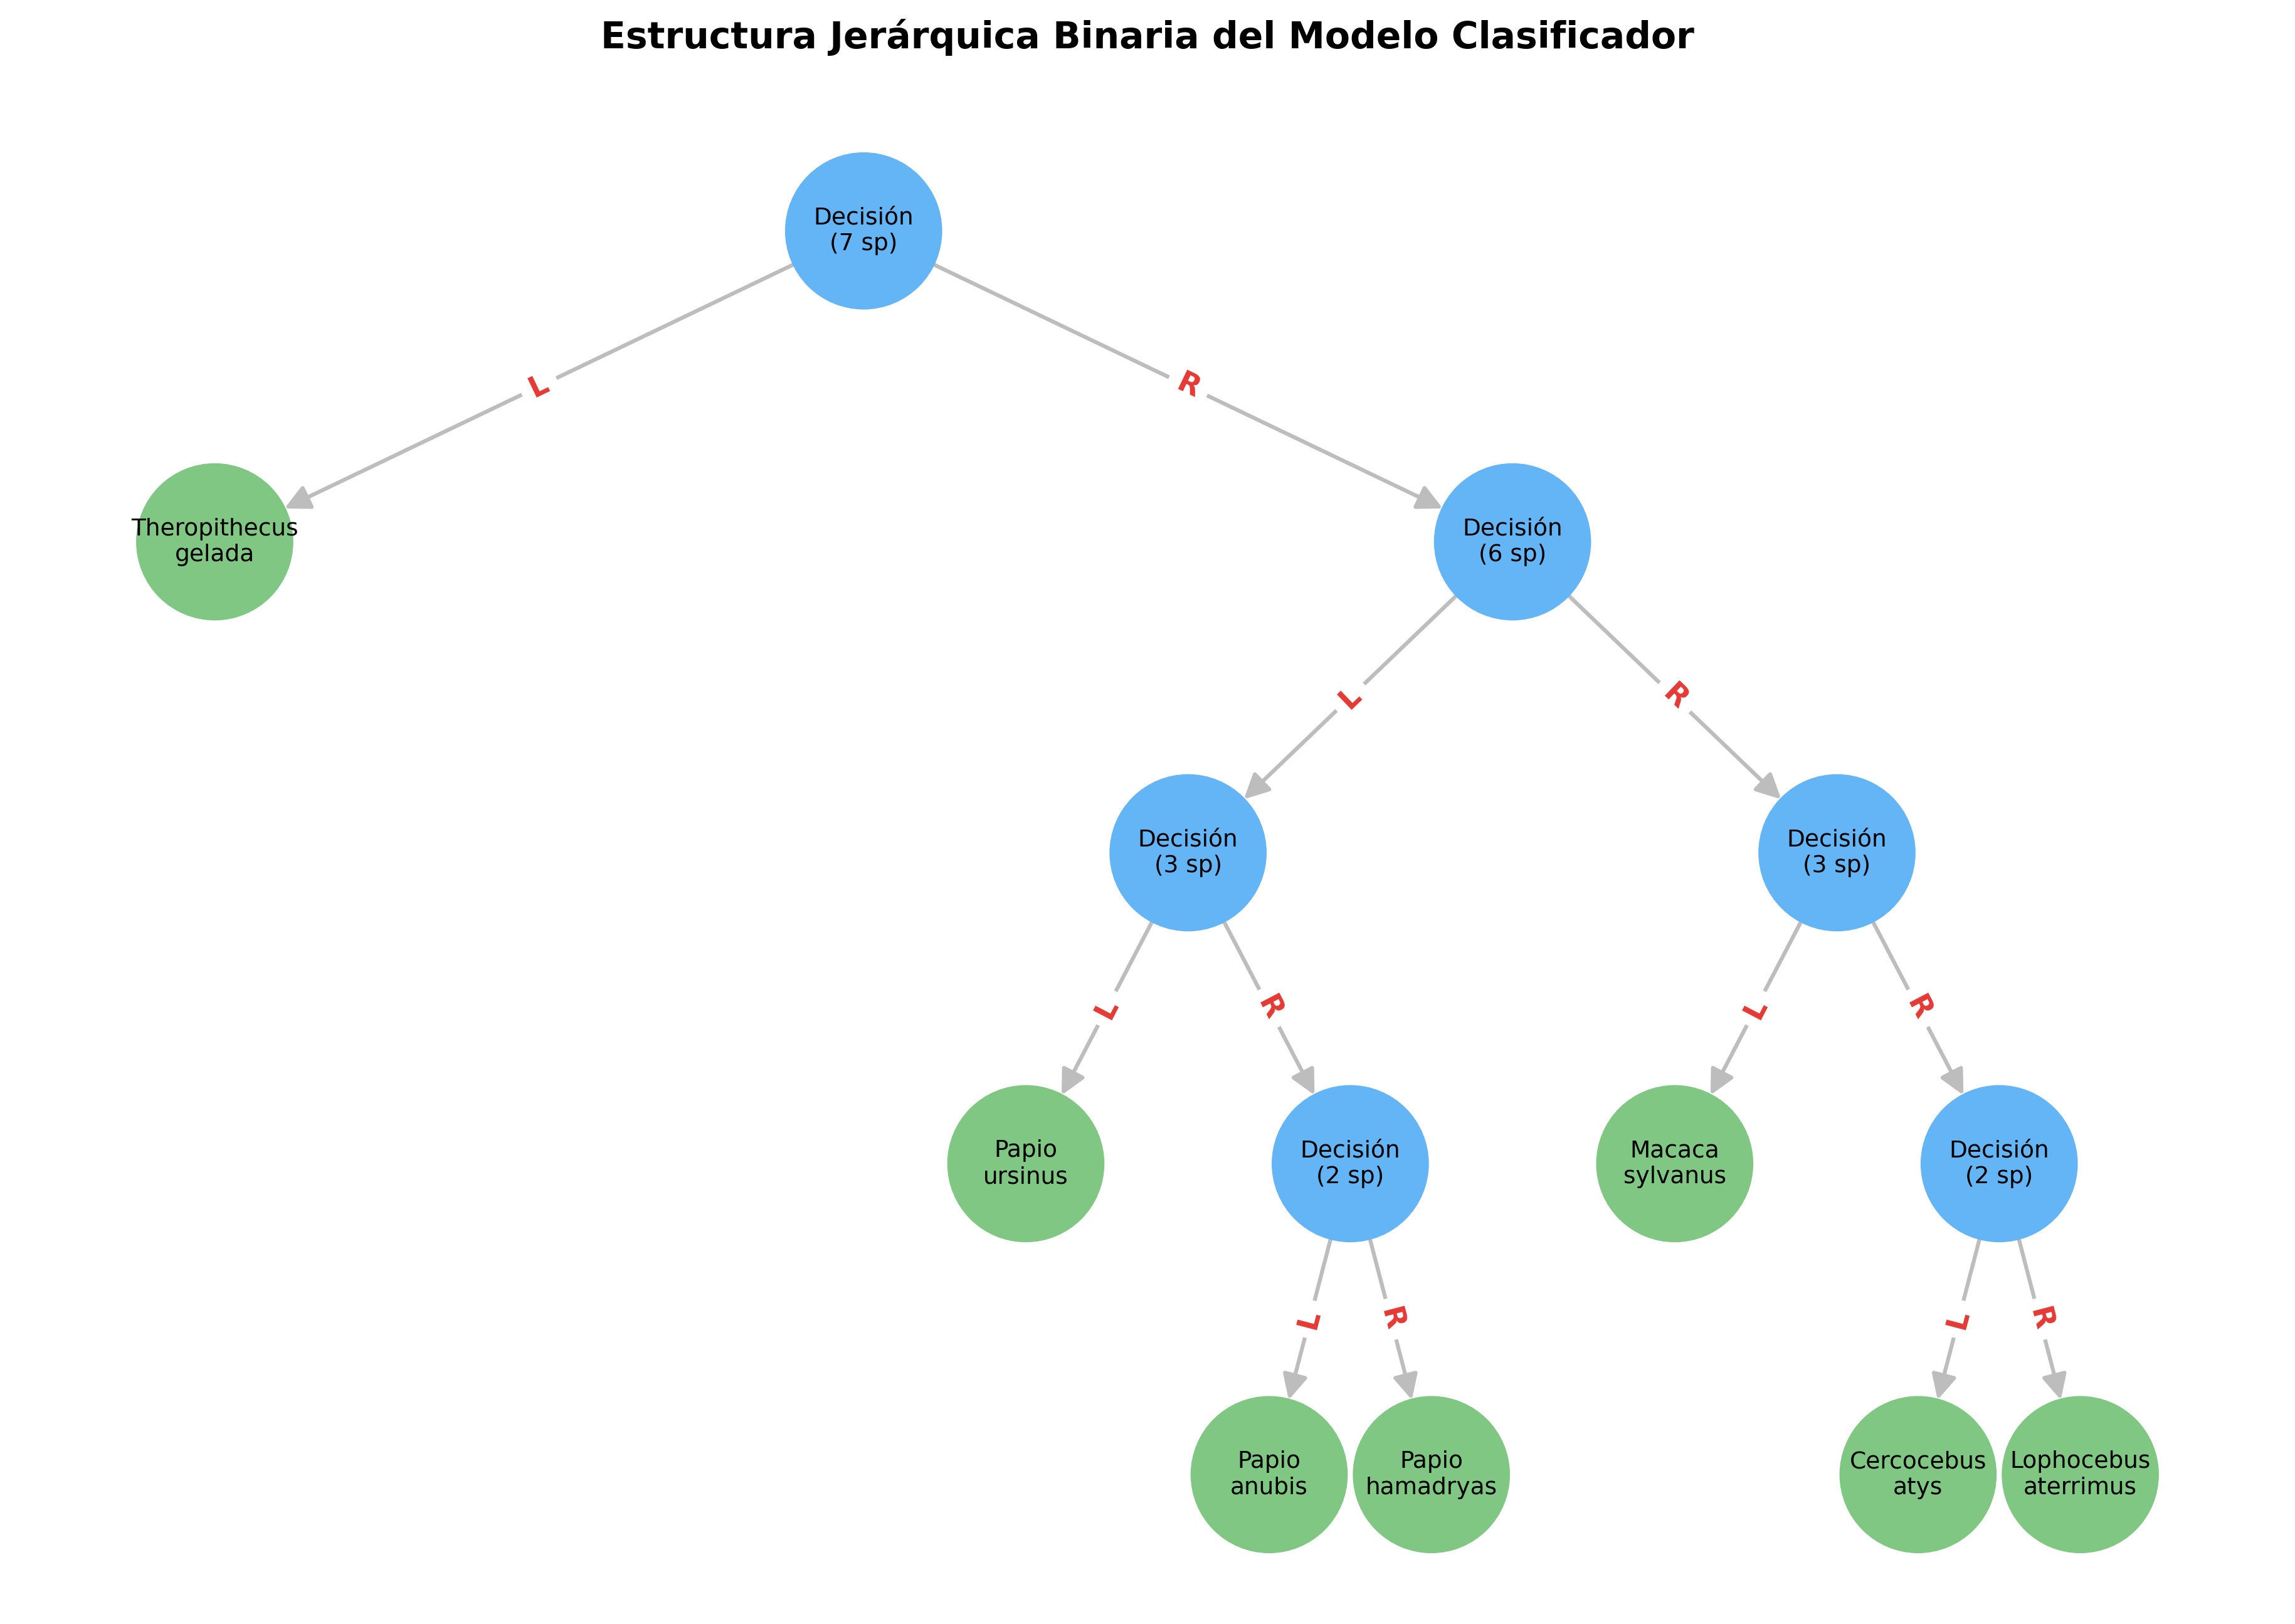 Estructura Jerárquica Binaria del Modelo Clasificador
Decisión
(7 sp)
L
R
Theropithecus
gelada
Decisión
(6 sp)
L
R
Decisión
(3 sp)
Decisión
(3 sp)
L
R
L
R
Papio
ursinus
Decisión
(2 sp)
Macaca
sylvanus
Decisión
(2 sp)
L
R
L
R
Papio
anubis
Papio
hamadryas
Cercocebus
atys
Lophocebus
aterrimus